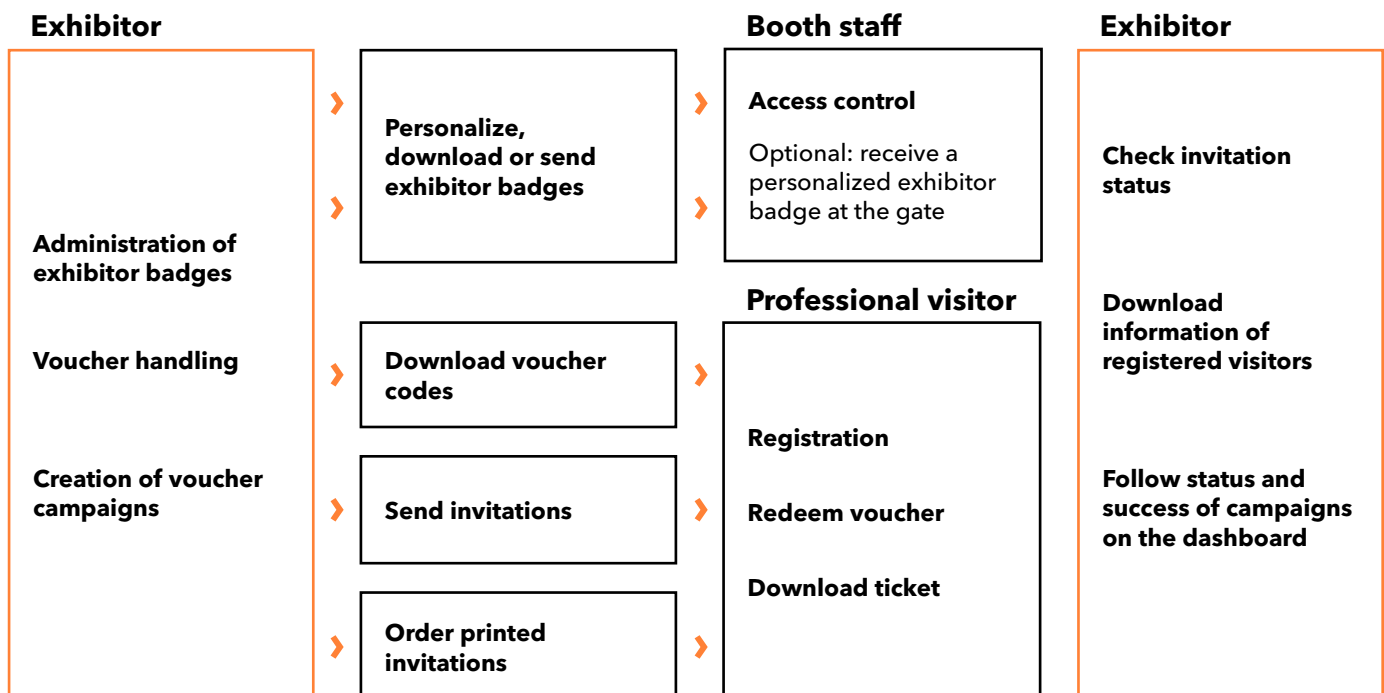 Exhibitor
Administration of
exhibitor badges
Voucher handling
Creation of voucher
campaigns
Personalize,
download or send
exhibitor badges
Download voucher
codes
Send invitations
Order printed
invitations
Booth staff
Access control
Optional: receive a
personalized exhibitor
badge at the gate
Professional visitor
Registration
Redeem voucher
Download ticket
Exhibitor
Check invitation
status
Download
information of
registered visitors
Follow status and
success of campaigns
on the dashboard